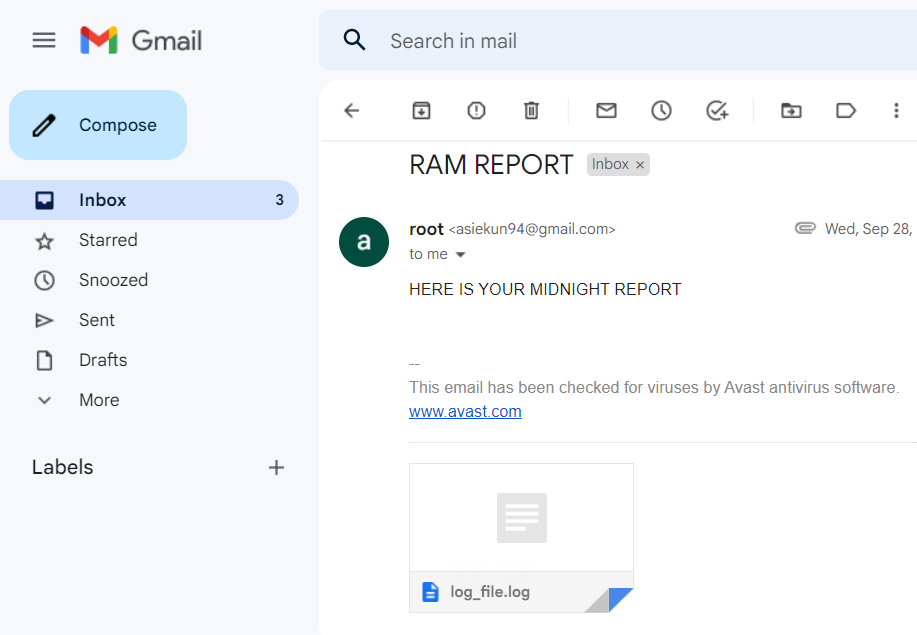 Gmail
Search in mail
Compose
RAM REPORT Inbox ×
Inbox 3
Starred
root <asiekun94@gmail.com> Wed, Sep 28,
a
to me
Snoozed
HERE IS YOUR MIDNIGHT REPORT
Sent
Drafts
--
This email has been checked for viruses by Avast antivirus software.
www.avast.com
More
Labels +
log_file.log